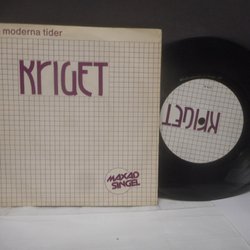 moderna tider
KRIGET
MAXAD
SINGEL
KRIGET